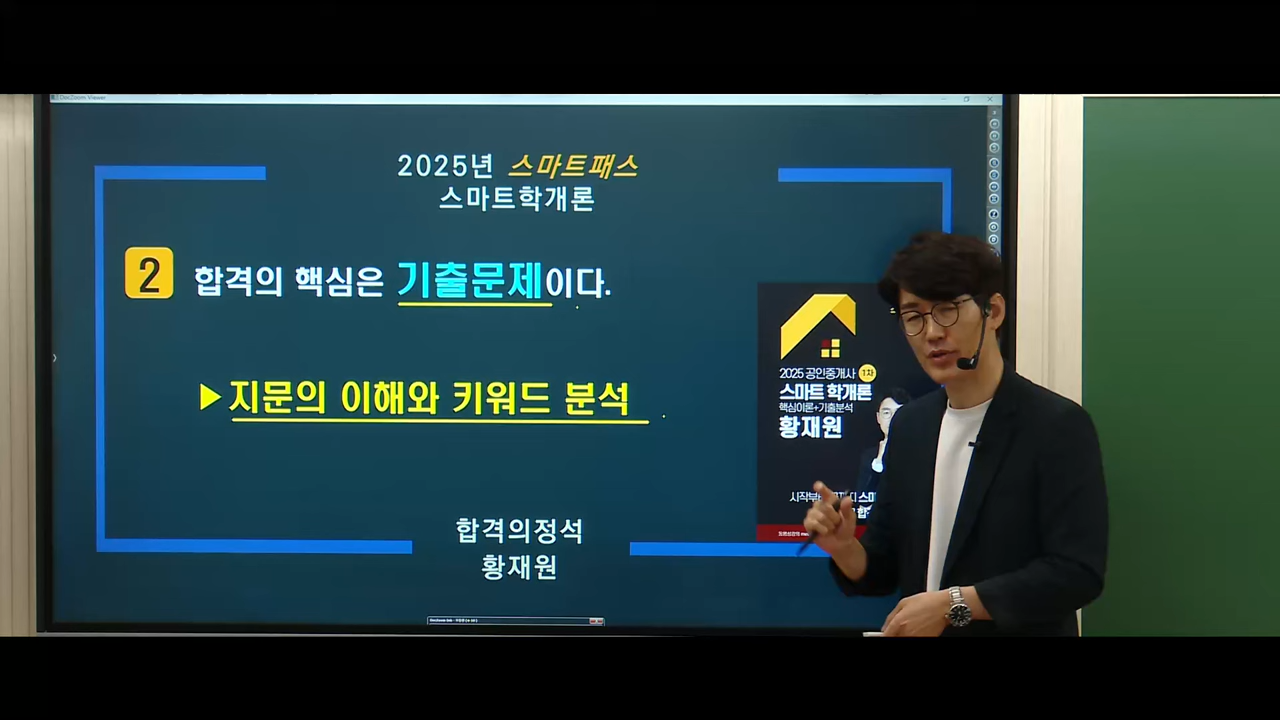 2025년 스마트패스
스마트학개론
2 합격의 핵심은 기출문제이다.
▶지문의 이해와 키워드 분석
2025 공인중개사 1차
스마트 학개론
핵심이론+기출분석
황재원
합격의정석
황재원